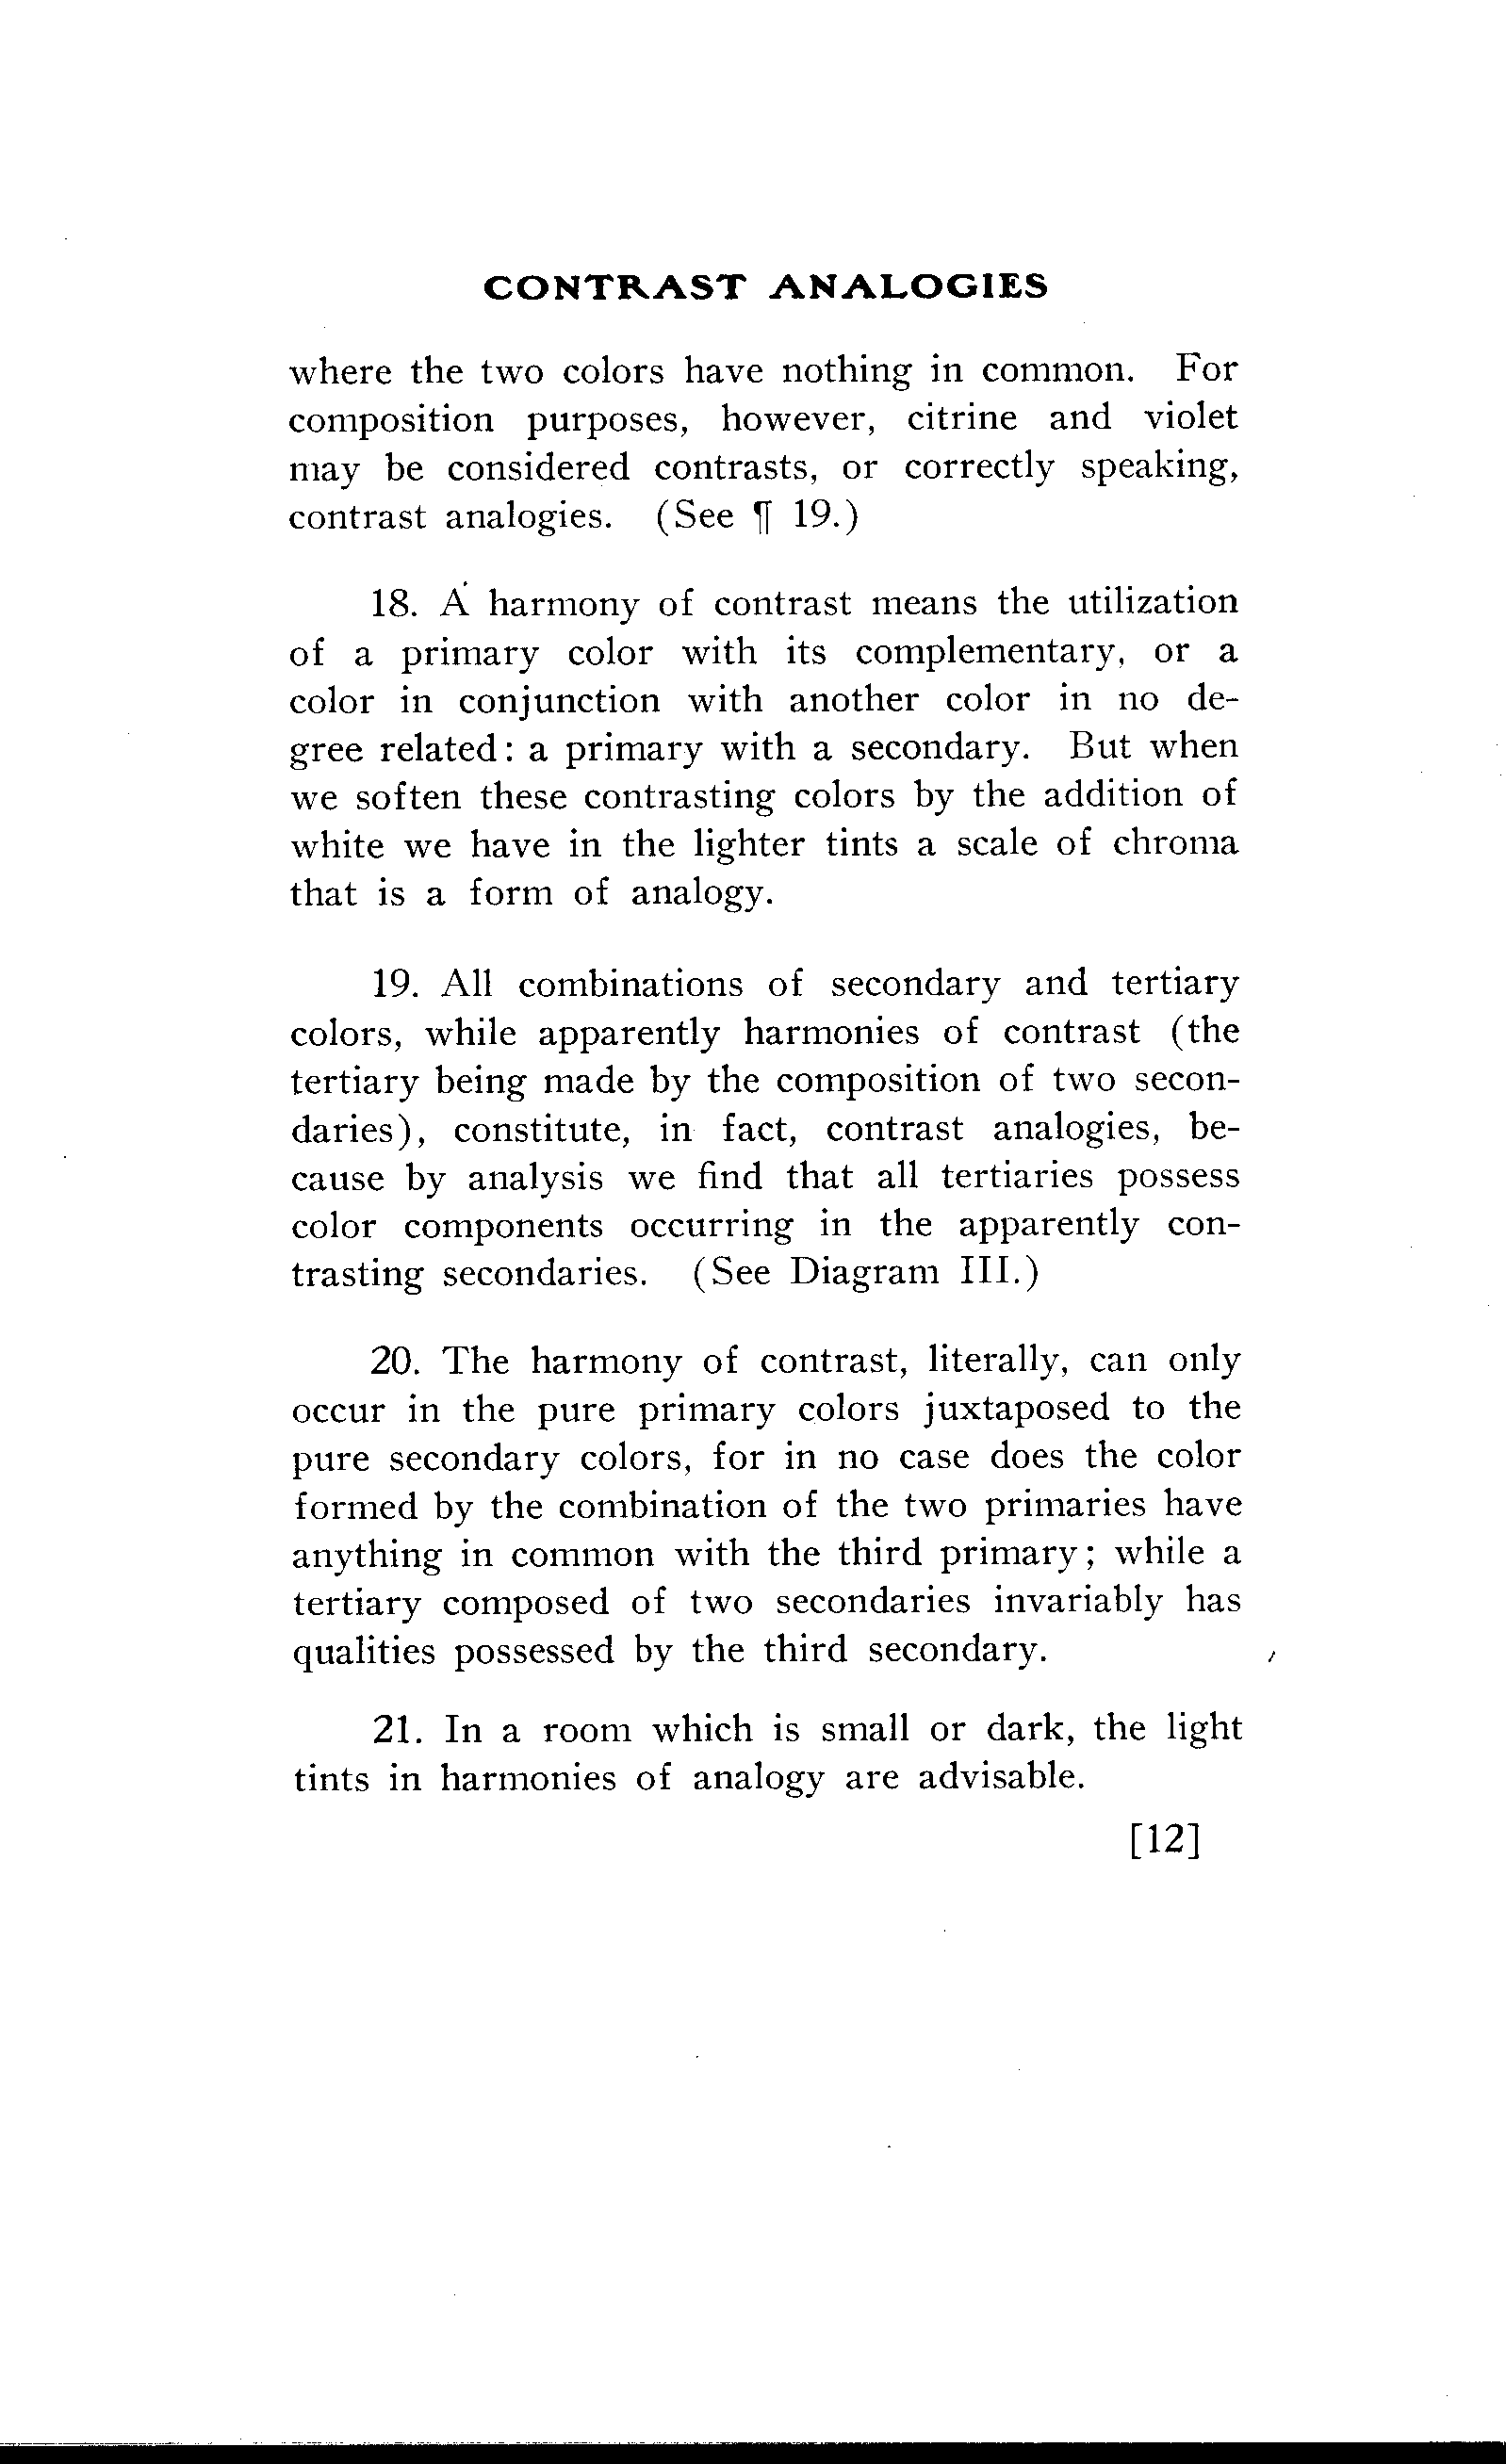 CONTRAST ANALOGIES
where the two colors have nothing in common. For
composition purposes, however, citrine and violet
may be considered contrasts, or correctly speaking,
contrast analogies. (See ¶ 19.)
18. A harmony of contrast means the utilization
of a primary color with its complementary, or a
color in conjunction with another color in no de-
gree related: a primary with a secondary. But when
we soften these contrasting colors by the addition of
white we have in the lighter tints a scale of chroma
that is a form of analogy.
19. All combinations of secondary and tertiary
colors, while apparently harmonies of contrast (the
tertiary being made by the composition of two secon-
daries), constitute, in fact, contrast analogies, be-
cause by analysis we find that all tertiaries possess
color components occurring in the apparently con-
trasting secondaries. (See Diagram III.)
20. The harmony of contrast, literally, can only
occur in the pure primary colors juxtaposed to the
pure secondary colors, for in no case does the color
formed by the combination of the two primaries have
anything in common with the third primary; while a
tertiary composed of two secondaries invariably has
qualities possessed by the third secondary.
21. In a room which is small or dark, the light
tints in harmonies of analogy are advisable.
[12]